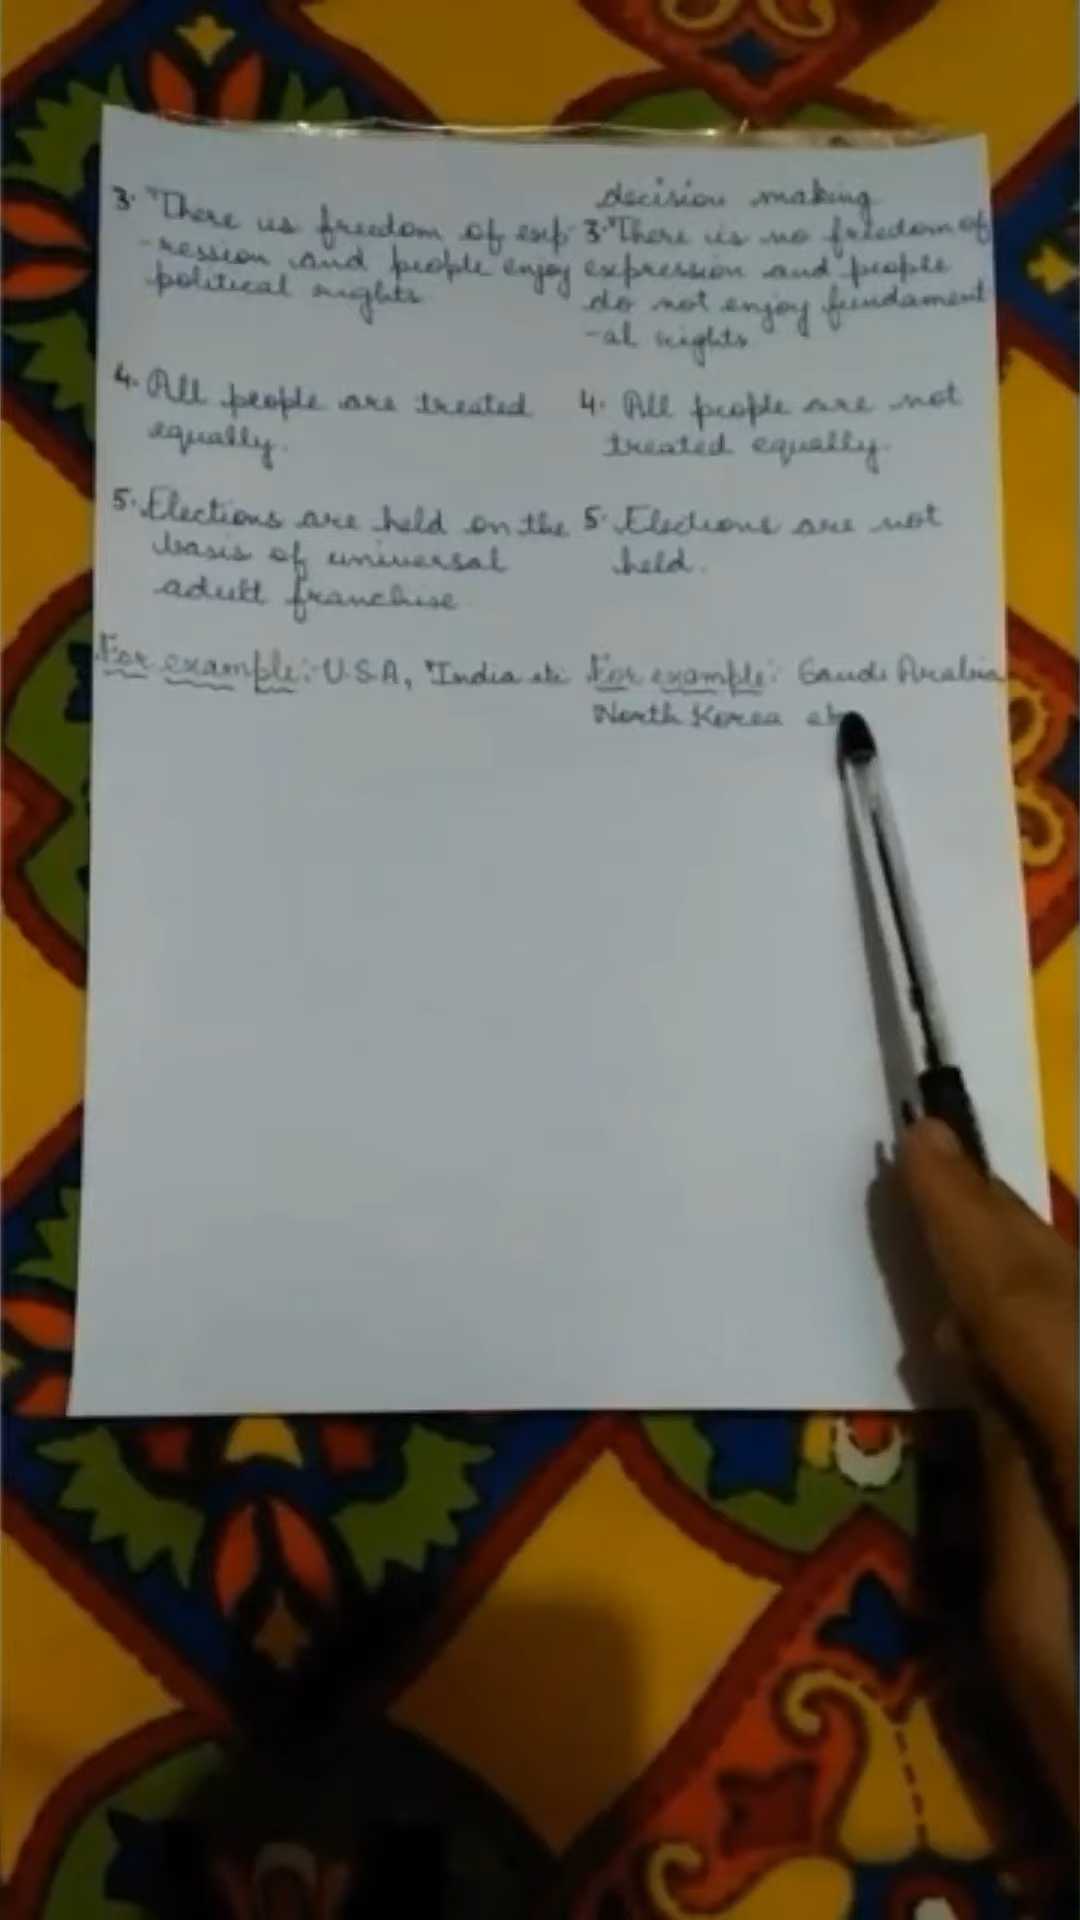 3. There is freedom of exp
-ression and people enjoy
political rights
4. All people are treated
equally.
5. Elections are held on the
basis of universal
adult franchise.
For example:- U.S.A, India etc
decision making
3. There is no freedom of
expression and people
do not enjoy fundament
-al rights
4. All people are not
treated equally.
5. Elections are not
held.
For example:- Saudi Arabia
North Korea etc